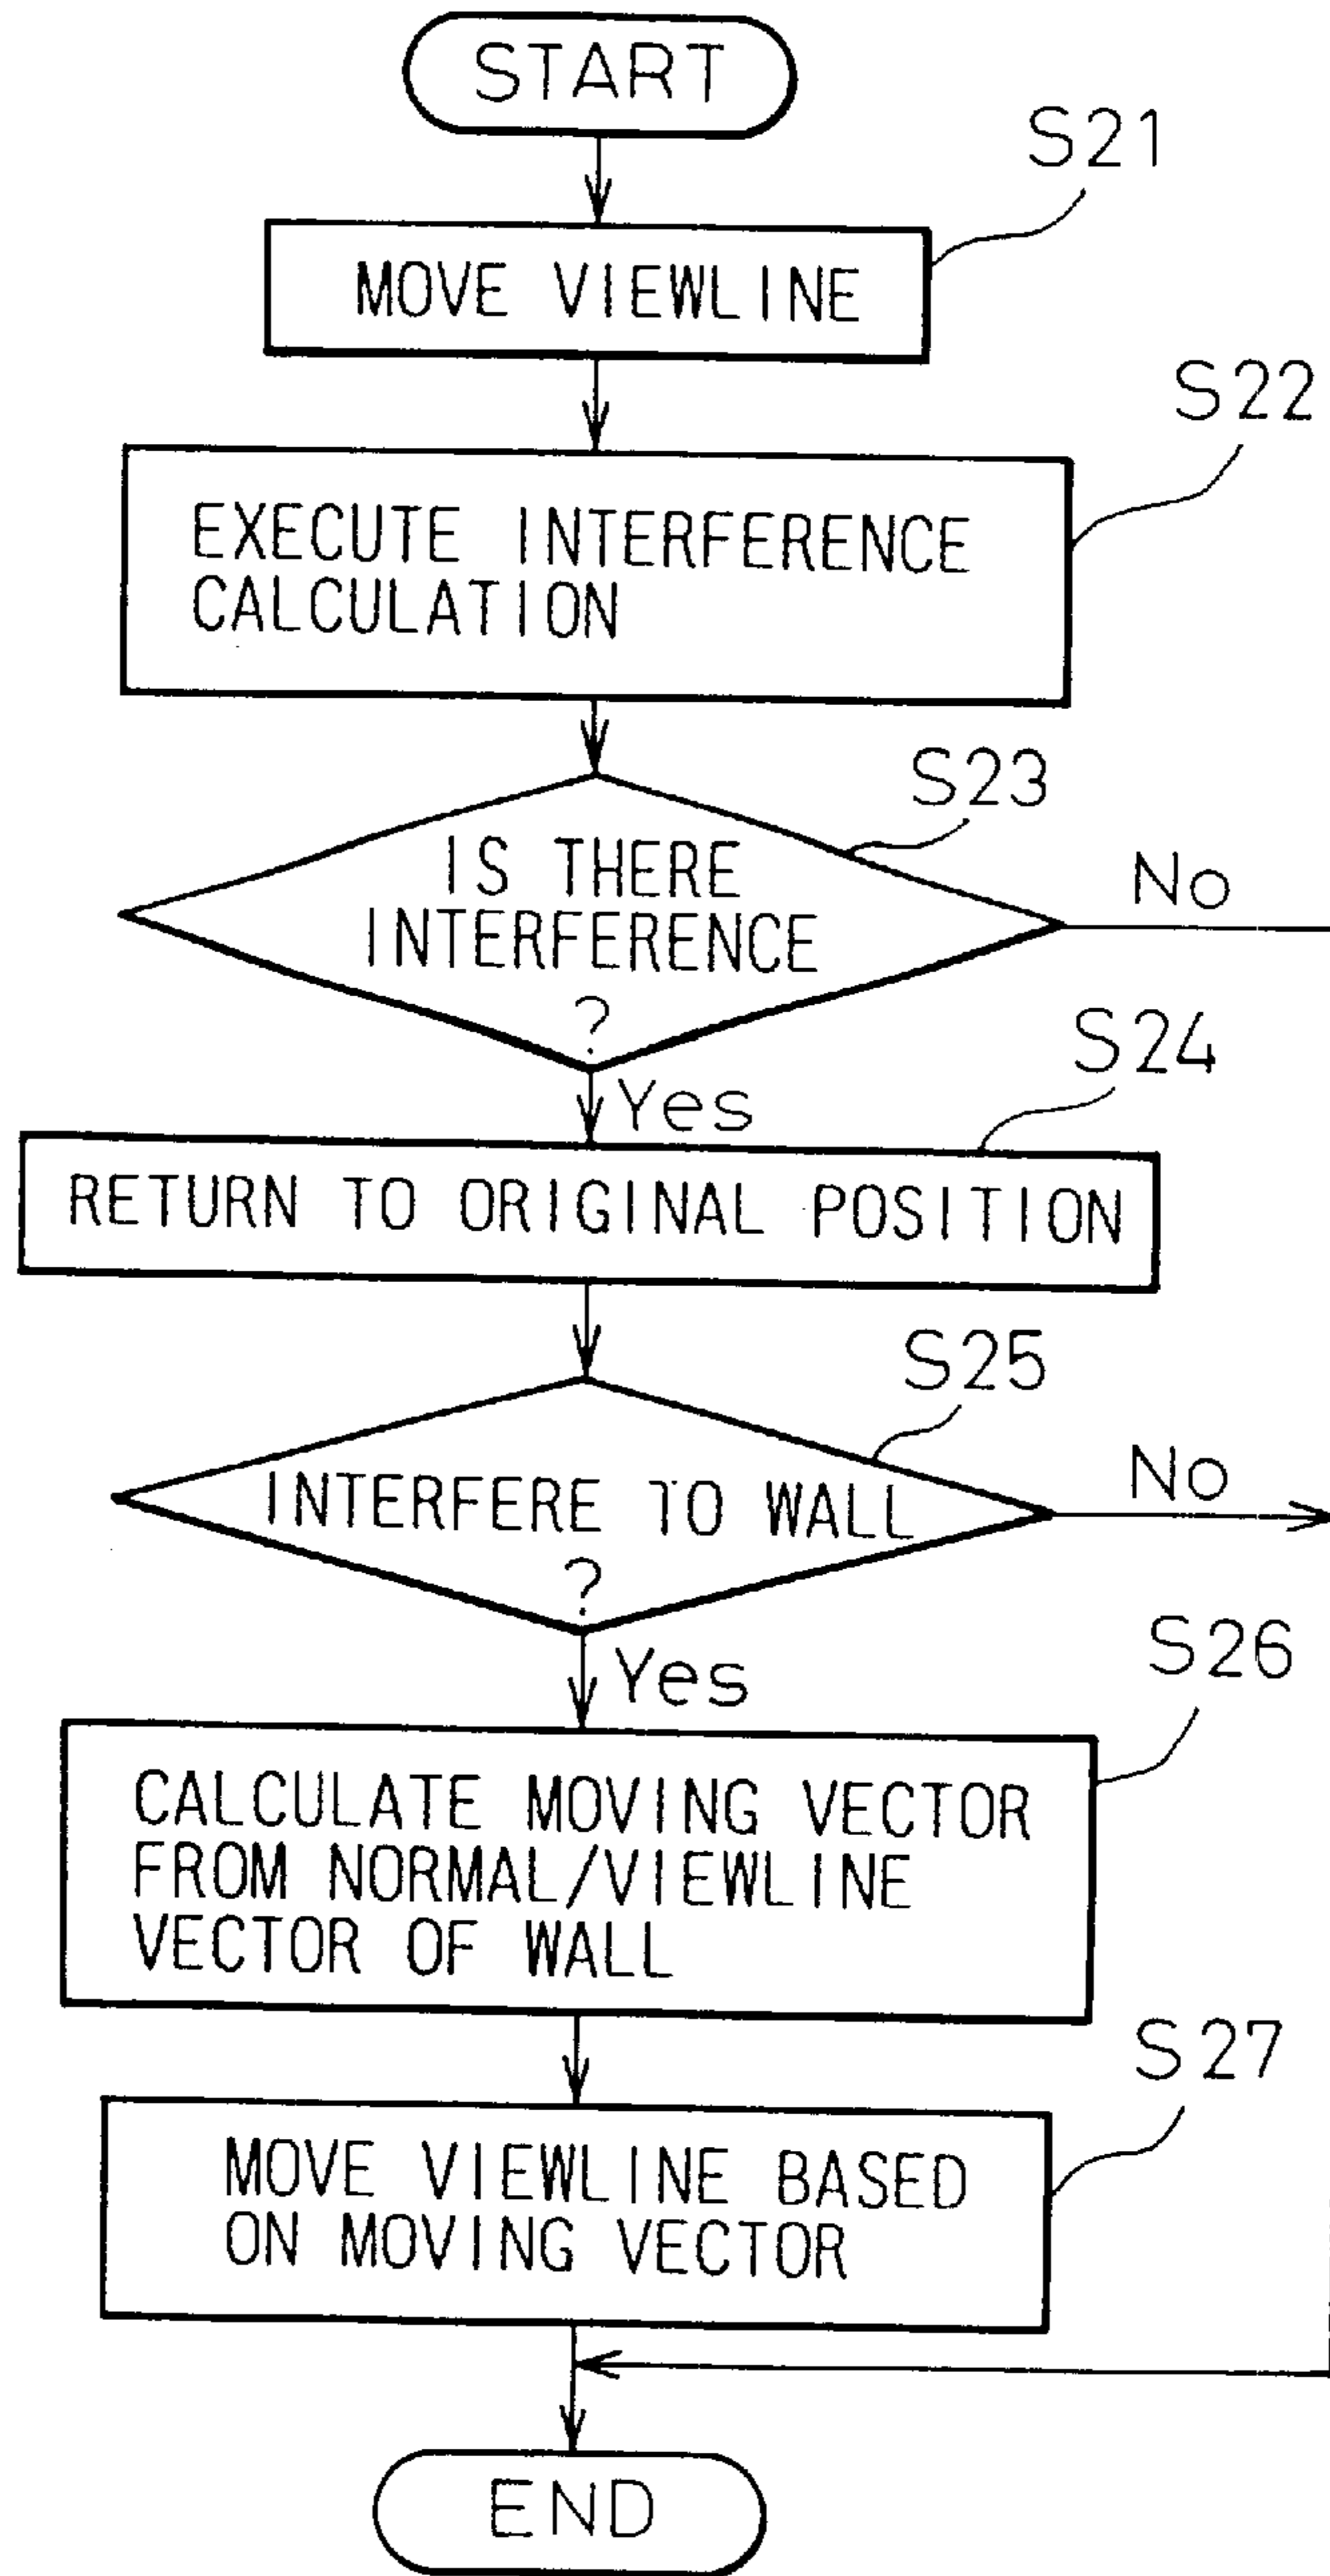 START
S21
MOVE VIEWLINE
S22
EXECUTE INTERFERENCE
CALCULATION
S23
IS THERE
INTERFERENCE
?
No
Yes
S24
RETURN TO ORIGINAL POSITION
S25
INTERFERE TO WALL
?
No
Yes
S26
CALCULATE MOVING VECTOR
FROM NORMAL/VIEWLINE
VECTOR OF WALL
S27
MOVE VIEWLINE BASED
ON MOVING VECTOR
END